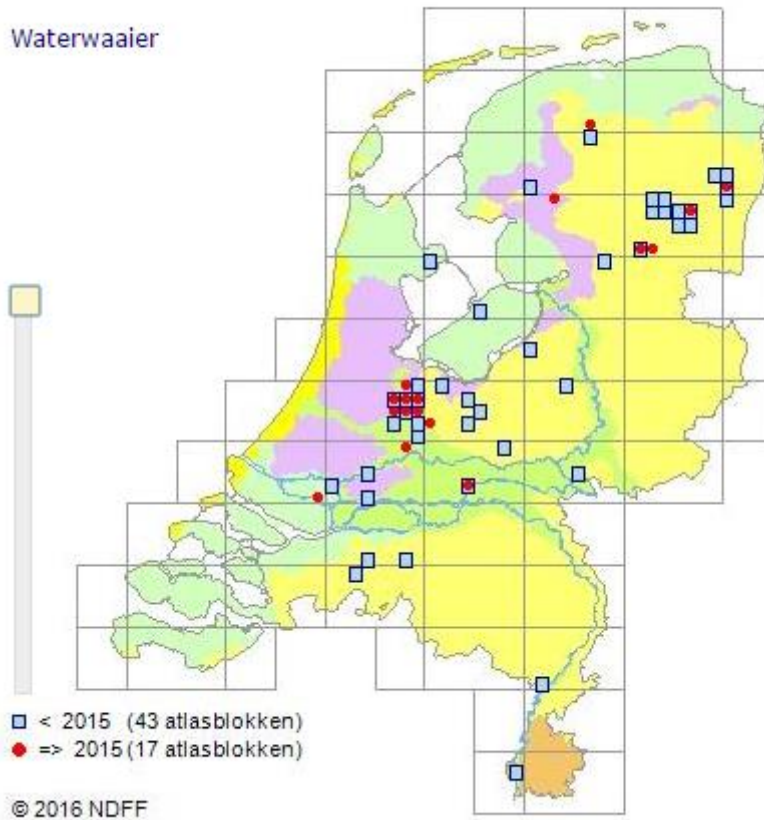 Waterwaaier
< 2015 (43 atlasblokken)
=> 2015 (17 atlasblokken)
© 2016 NDFF